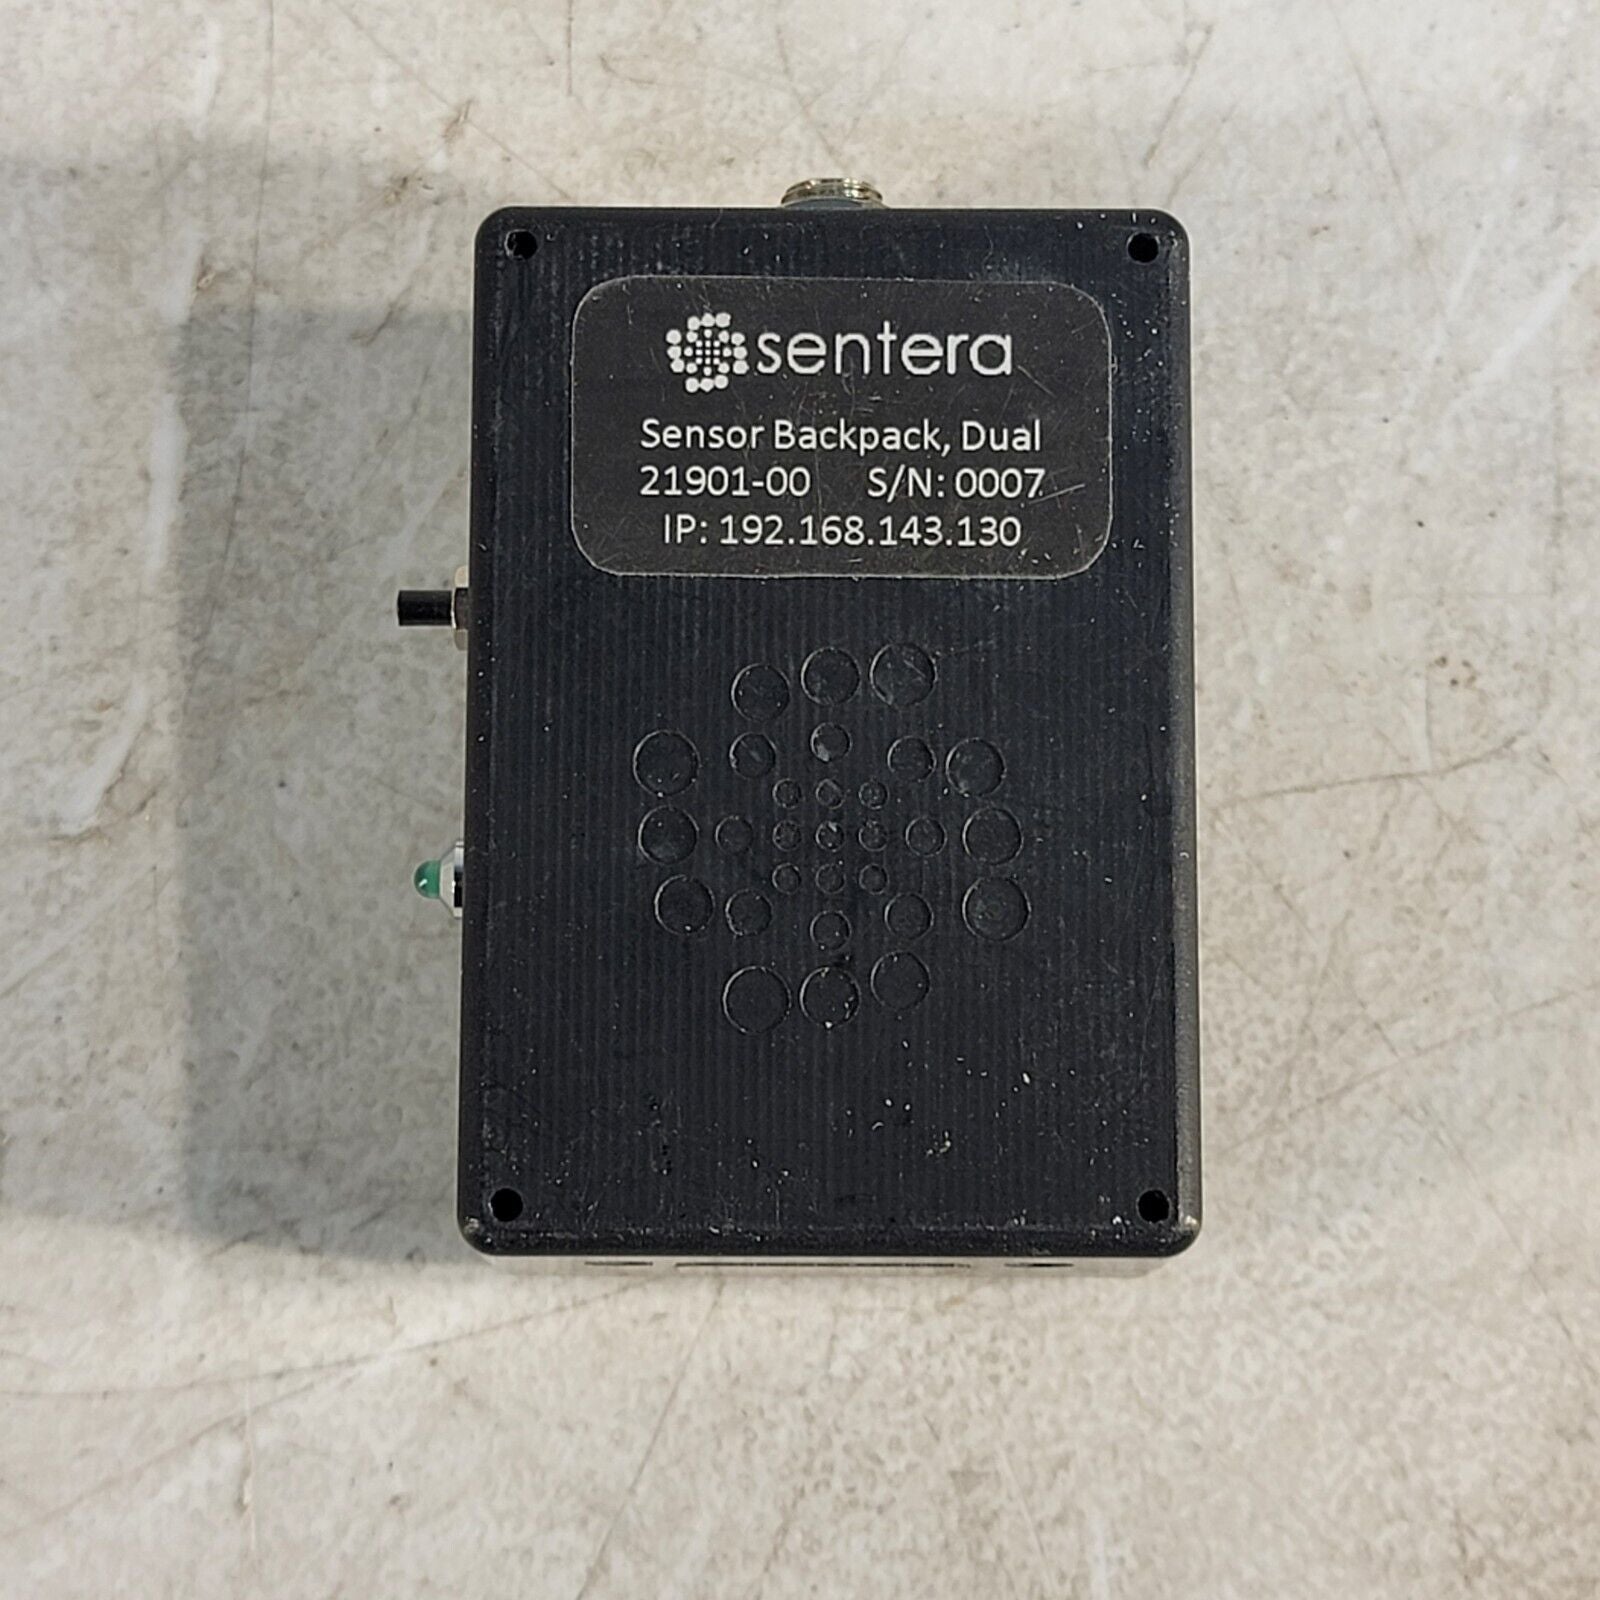 sentera
Sensor Backpack, Dual
21901-00 S/N: 0007
IP: 192.168.143.130